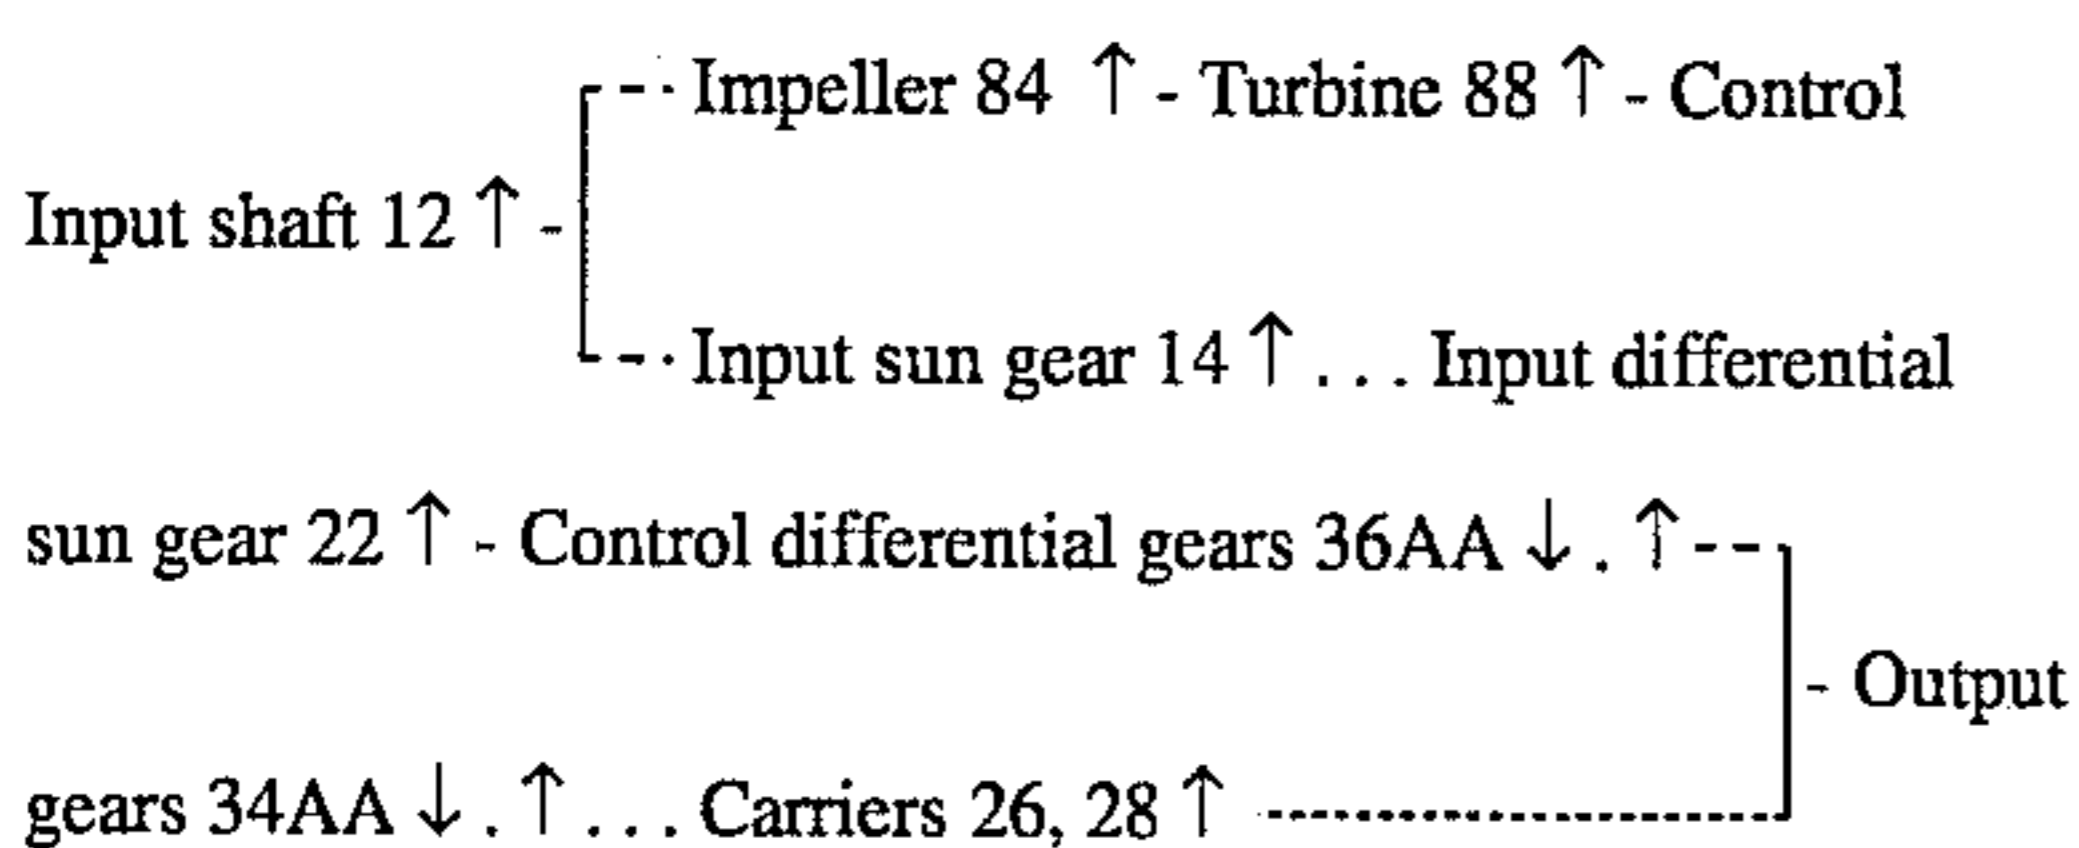 Impeller 84 ↑ - Turbine 88 ↑ - Control
Input shaft 12 ↑ -
Input sun gear 14 ↑ . . . Input differential
sun gear 22 ↑ - Control differential gears 36AA ↓ . ↑
- Output
gears 34AA ↓ . ↑ . . . Carriers 26, 28 ↑